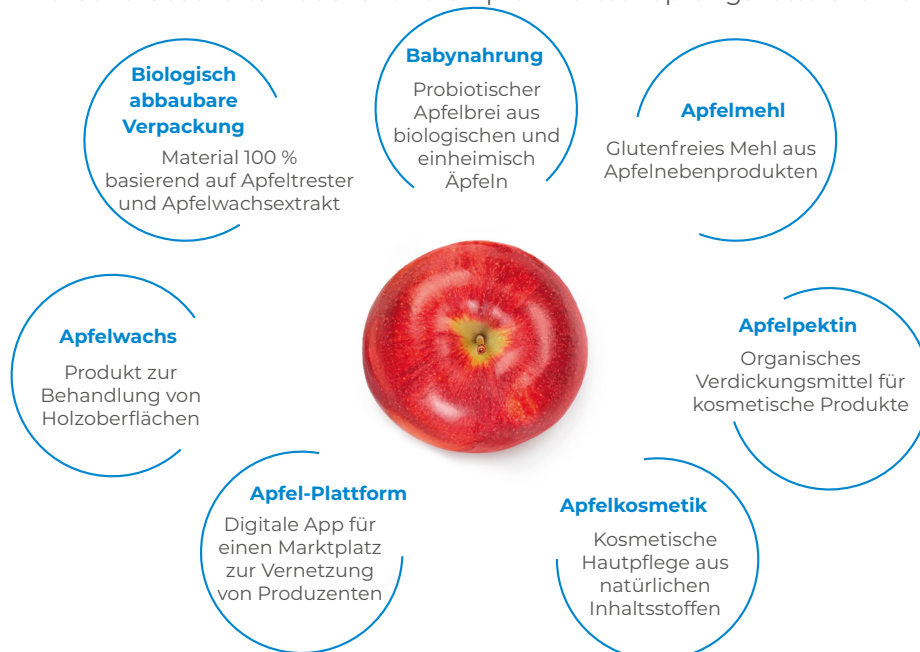 Babynahrung
Probiotischer
Apfelbrei aus
biologischen und
einheimisch
Äpfeln
Biologisch
abbaubare
Verpackung
Material 100 %
basierend auf Apfeltrester
und Apfelwachsextrakt
Apfelmehl
Glutenfreies Mehl aus
Apfelnebenprodukten
Apfelwachs
Produkt zur
Behandlung von
Holzoberflächen
Apfelpektin
Organisches
Verdickungsmittel für
kosmetische Produkte
Apfel-Plattform
Digitale App für
einen Marktplatz
zur Vernetzung
von Produzenten
Apfelkosmetik
Kosmetische
Hautpflege aus
natürlichen
Inhaltsstoffen